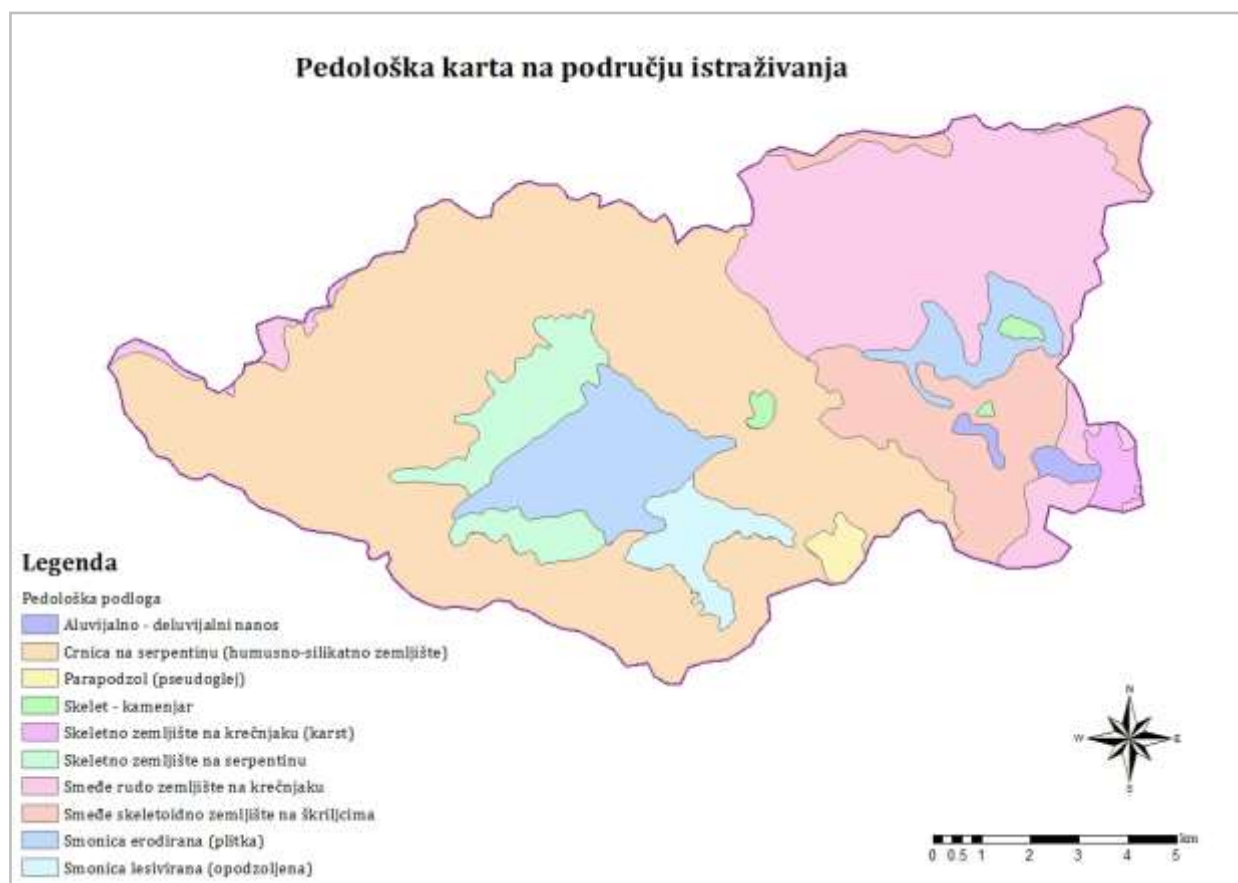 Pedološka karta na području istraživanja
Legenda
Pedološka podloga
Aluvijalno - deluvijalni nanos
Crnica na serpentinu (humusno-silikatno zemljište)
Parapodzol (pseudoglej)
Skelet - kamenjar
Skeletno zemljište na krečnjaku (karst)
Skeletno zemljište na serpentinu
Smeđe rudo zemljište na krečnjaku
Smeđe skeletoidno zemljište na škriljcima
Smonica erodirana (plitka)
Smonica lesivirana (opodzoljena)
N
W E
S
km
0 0.5 1 2 3 4 5